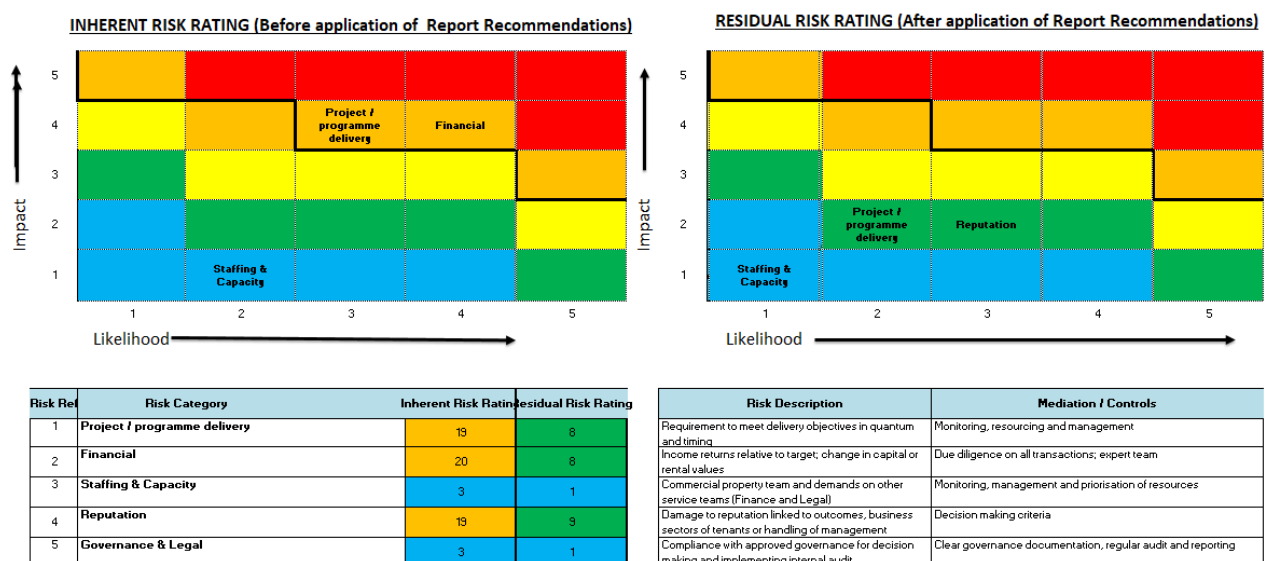 INHERENT RISK RATING (Before application of Report Recommendations)
RESIDUAL RISK RATING (After application of Report Recommendations)
Impact
5
4
3
2
1
Project /
programme
delivery
Financial
Staffing &
Capacity
1 2 3 4 5
Likelihood
Impact
5
4
3
2
1
Project /
programme
delivery
Reputation
Staffing &
Capacity
1 2 3 4 5
Likelihood
Risk Ref Risk Category Inherent Risk Rating Residual Risk Rating
1 Project / programme delivery 19 8
2 Financial 20 8
3 Staffing & Capacity 3 1
4 Reputation 19 9
5 Governance & Legal 3 1
Risk Description Mediation / Controls
Requirement to meet delivery objectives in quantum Monitoring, resourcing and management
and timing
Income returns relative to target; change in capital or Due diligence on all transactions; expert team
rental values
Commercial property team and demands on other Monitoring, management and priorisation of resources
service teams (Finance and Legal)
Damage to reputation linked to outcomes, business Decision making criteria
sectors of tenants or handling of management
Compliance with approved governance for decision Clear governance documentation, regular audit and reporting
making and implementing internal audit